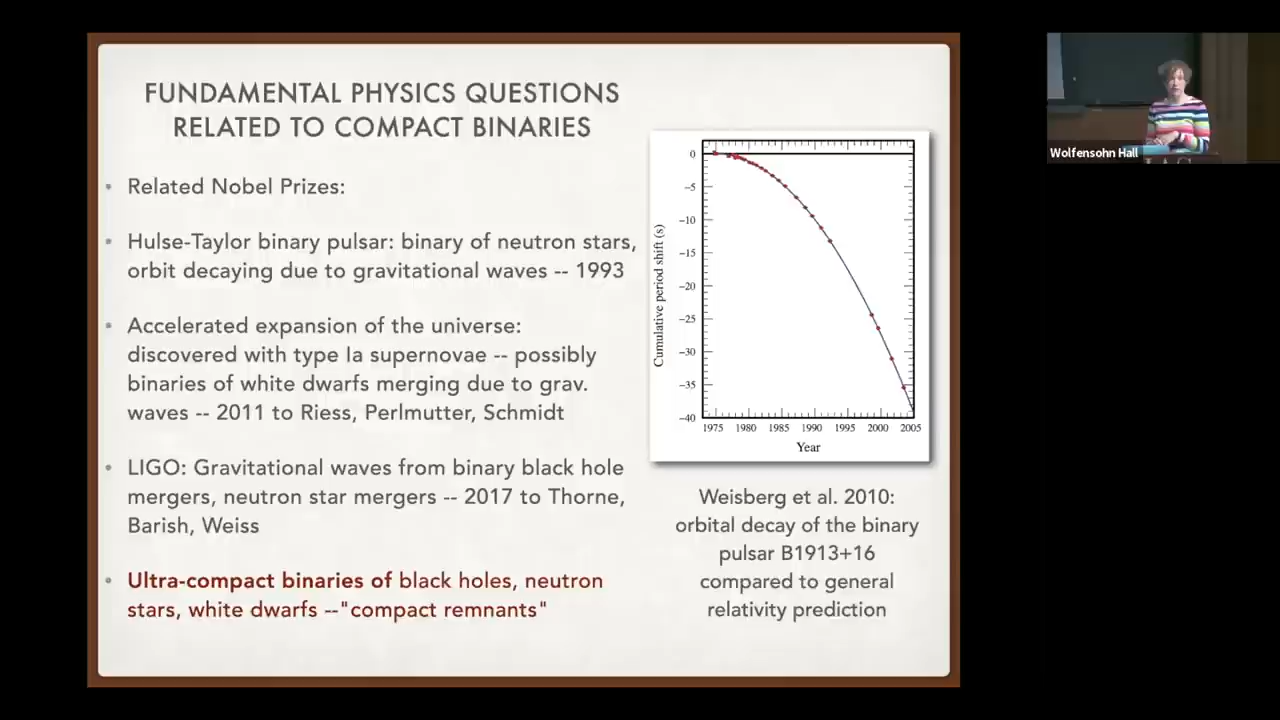 FUNDAMENTAL PHYSICS QUESTIONS
RELATED TO COMPACT BINARIES
• Related Nobel Prizes:
• Hulse-Taylor binary pulsar: binary of neutron stars,
orbit decaying due to gravitational waves -- 1993
• Accelerated expansion of the universe:
discovered with type Ia supernovae -- possibly
binaries of white dwarfs merging due to grav.
waves -- 2011 to Riess, Perlmutter, Schmidt
• LIGO: Gravitational waves from binary black hole
mergers, neutron star mergers -- 2017 to Thorne,
Barish, Weiss
• Ultra-compact binaries of black holes, neutron
stars, white dwarfs --"compact remnants"
Cumulative period shift (s)
0
−5
−10
−15
−20
−25
−30
−35
−40
1975 1980 1985 1990 1995 2000 2005
Year
Weisberg et al. 2010:
orbital decay of the binary
pulsar B1913+16
compared to general
relativity prediction
Wolfensohn Hall